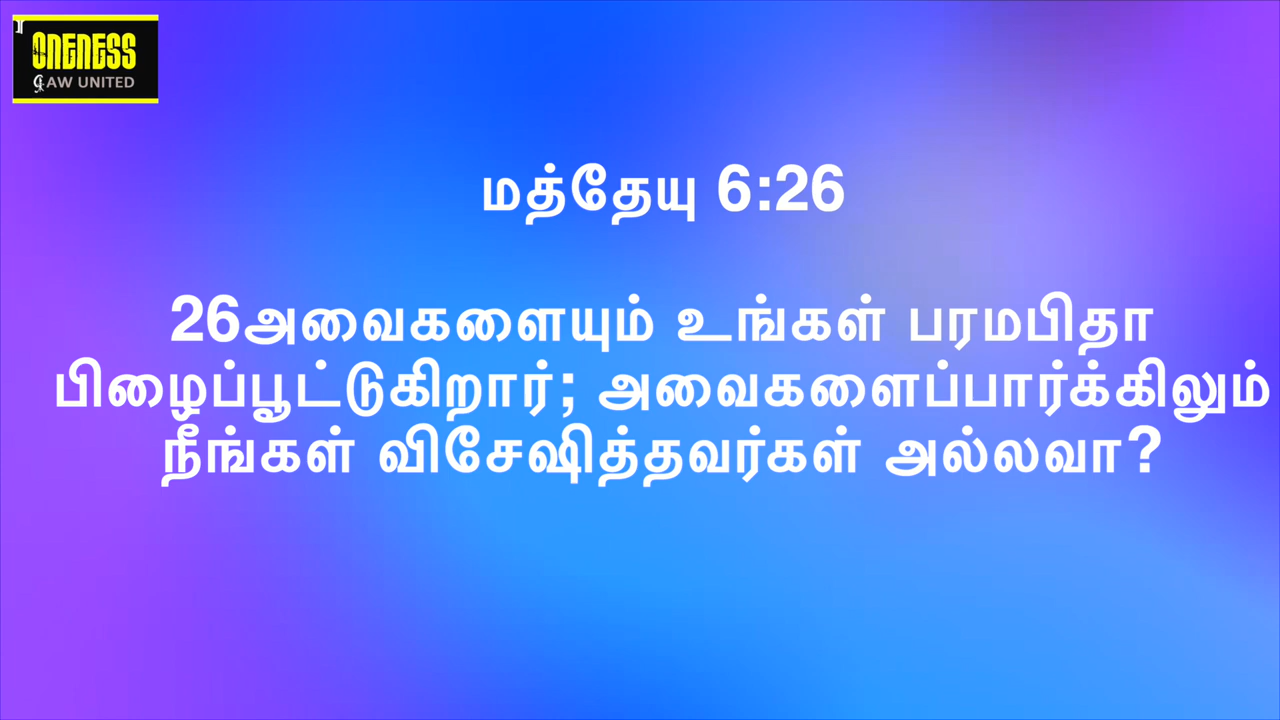 ONENESS
GAW UNITED
மத்தேயு 6:26
26அவைகளையும் உங்கள் பரமபிதா
பிழைப்பூட்டுகிறார்; அவைகளைப்பார்க்கிலும்
நீங்கள் விசேஷித்தவர்கள் அல்லவா?